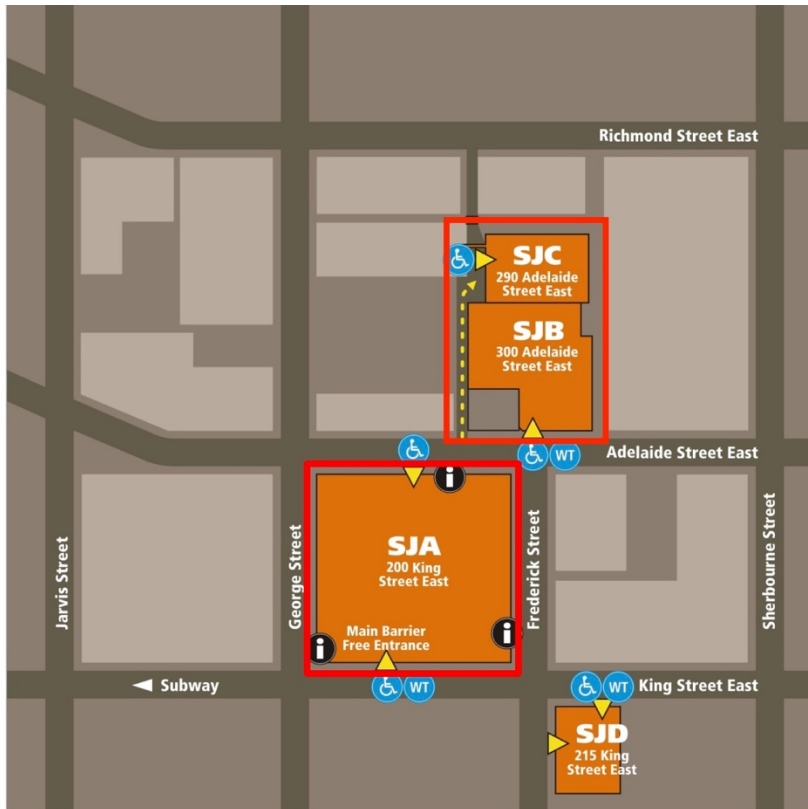 Richmond Street East
SJC
290 Adelaide
Street East
SJB
300 Adelaide
Street East
Adelaide Street East
WT
i
SJA
200 King
Street East
Main Barrier
Free Entrance
i
i
Jarvis Street
George Street
Frederick Street
Sherbourne Street
Subway
WT
WT
King Street East
SJD
215 King
Street East